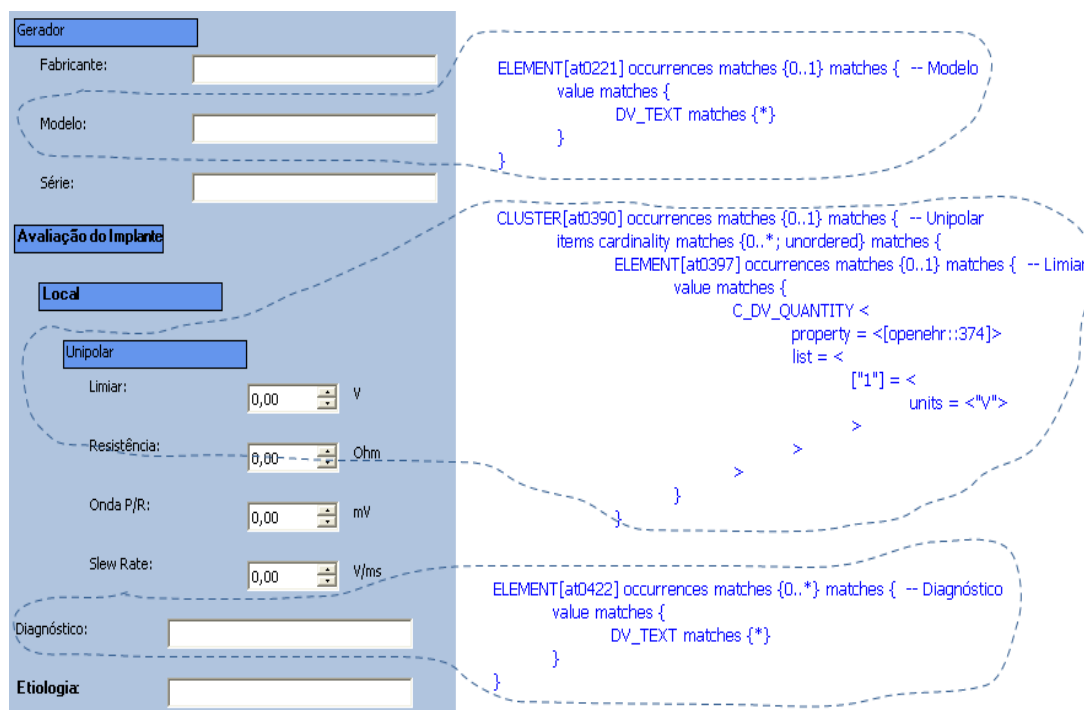 Gerador
Fabricante:
Modelo:
Série:
Avaliação do Implante
Local
Unipolar
Limiar:
0,00
V
Resistência:
0,00
Ohm
Onda P/R:
0,00
mV
Slew Rate:
0,00
V/ms
Diagnóstico:
Etiologia:
ELEMENT[at0221] occurrences matches {0..1} matches { -- Modelo
value matches {
DV_TEXT matches {*}
}
}
CLUSTER[at0390] occurrences matches {0..1} matches { -- Unipolar
items cardinality matches {0..*; unordered} matches {
ELEMENT[at0397] occurrences matches {0..1} matches { -- Limiar
value matches {
C_DV_QUANTITY <
property = <[openehr::374]>
list = <
["1"] = <
units = <"V">
>
>
>
}
}
ELEMENT[at0422] occurrences matches {0..*} matches { -- Diagnóstico
value matches {
DV_TEXT matches {*}
}
}